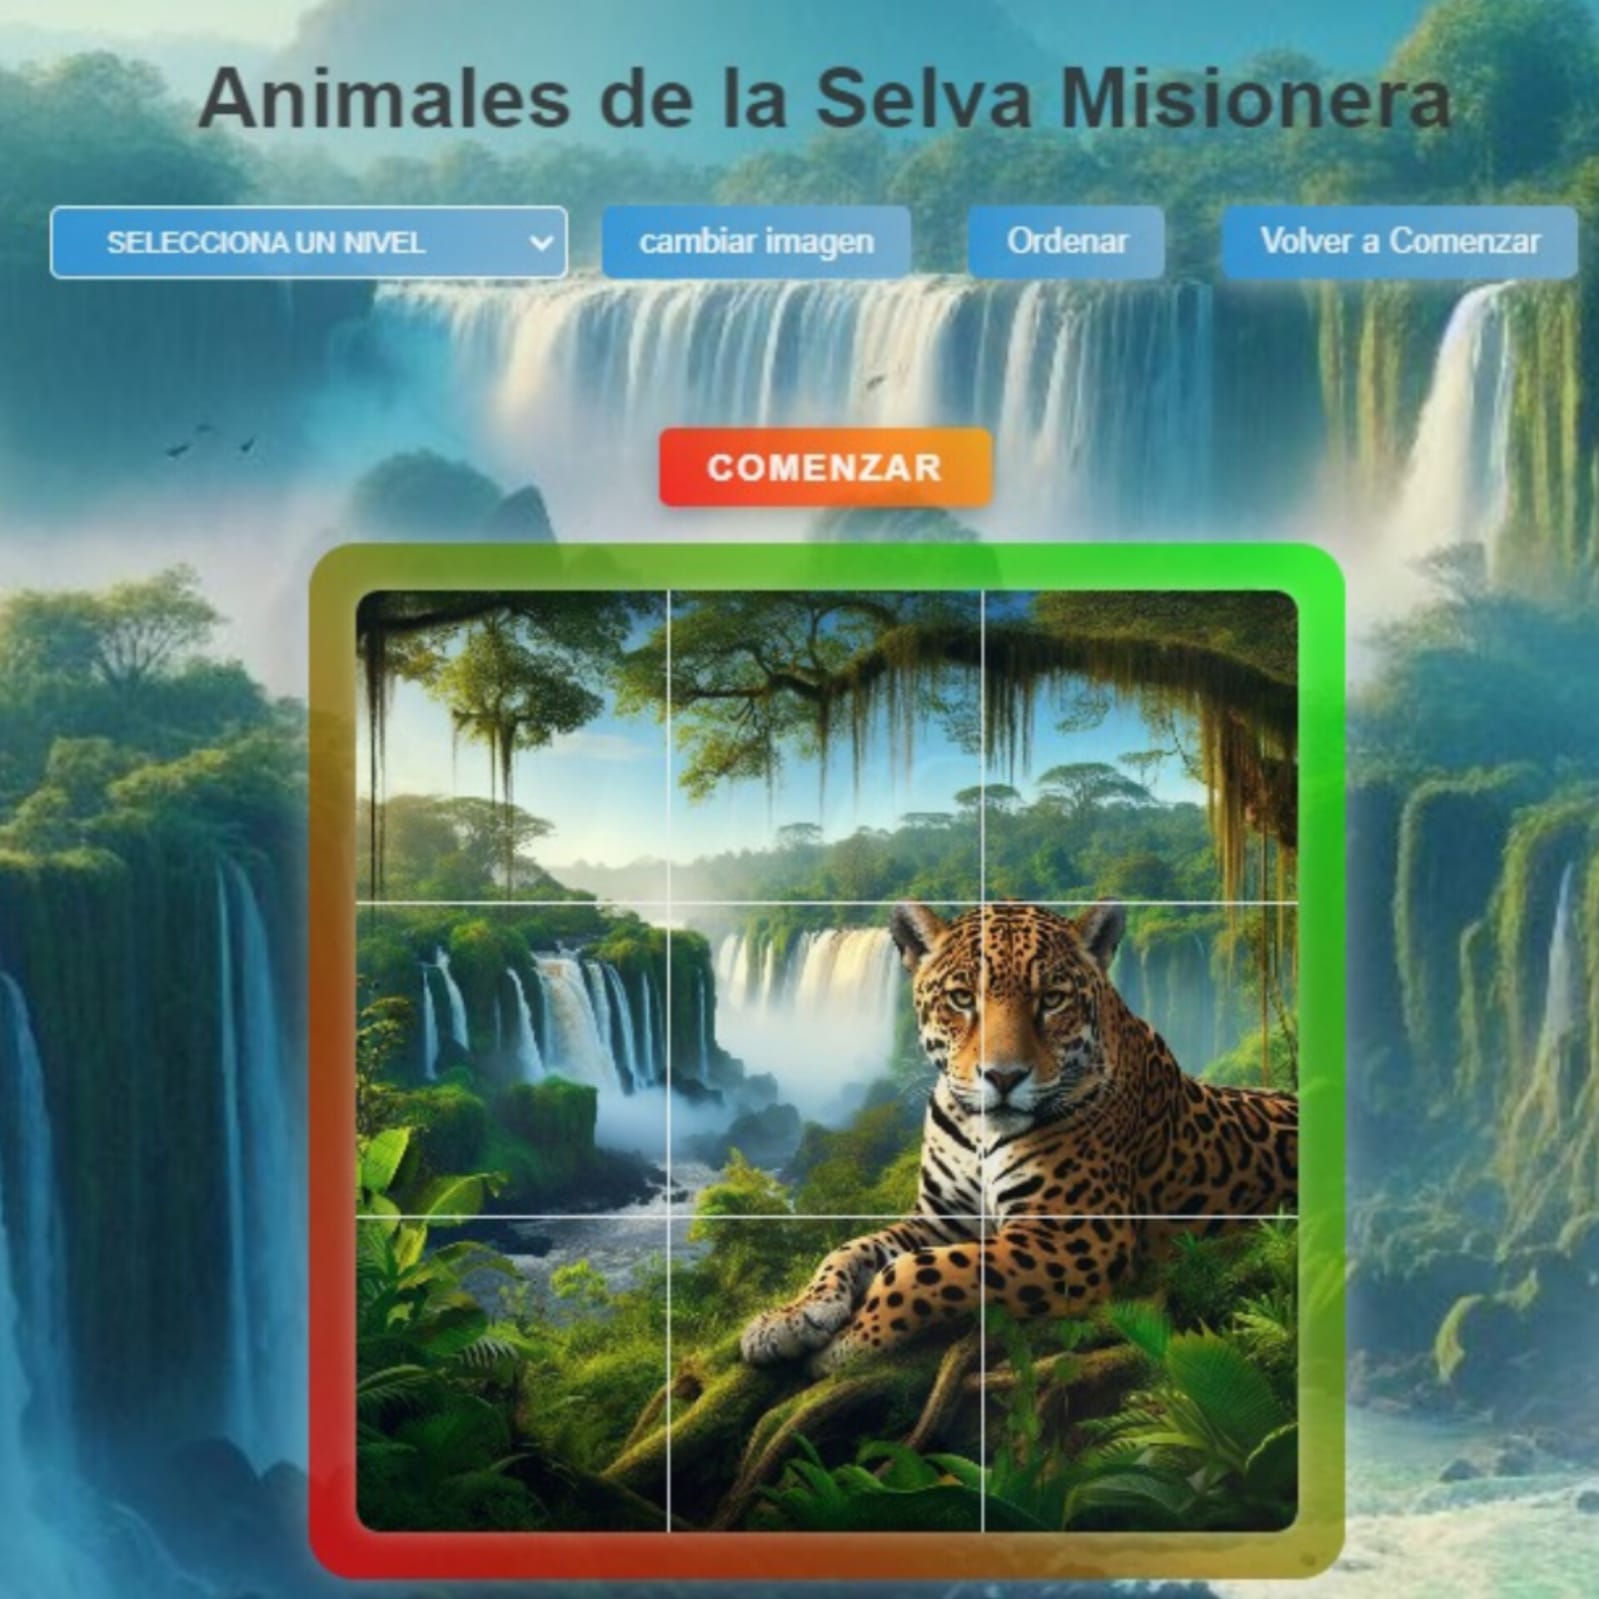 Animales de la Selva Misionera
SELECCIONA UN NIVEL
cambiar imagen
Ordenar
Volver a Comenzar
COMENZAR